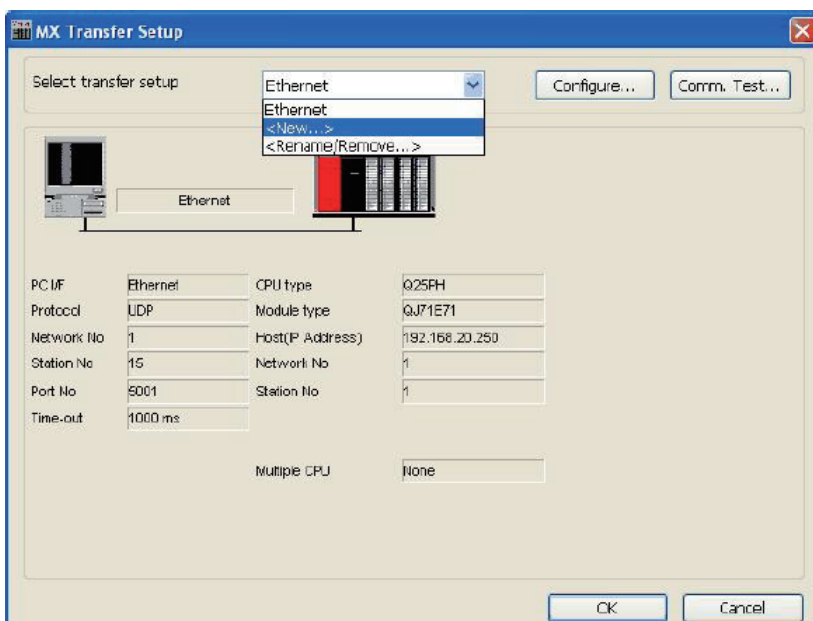 MX Transfer Setup
Select transfer setup
Ethernet
Configure...
Comm. Test...
Ethernet
<New...>
<Rename/Remove...>
Ethernet
PC I/F Ethernet CPU type Q25PH
Protocol UDP Module type QJ71E71
Network No 1 Host(IP Address) 192.168.20.250
Station No 15 Network No 1
Port No 5001 Station No 1
Time-out 1000 ms
Multiple CPU None
OK Cancel